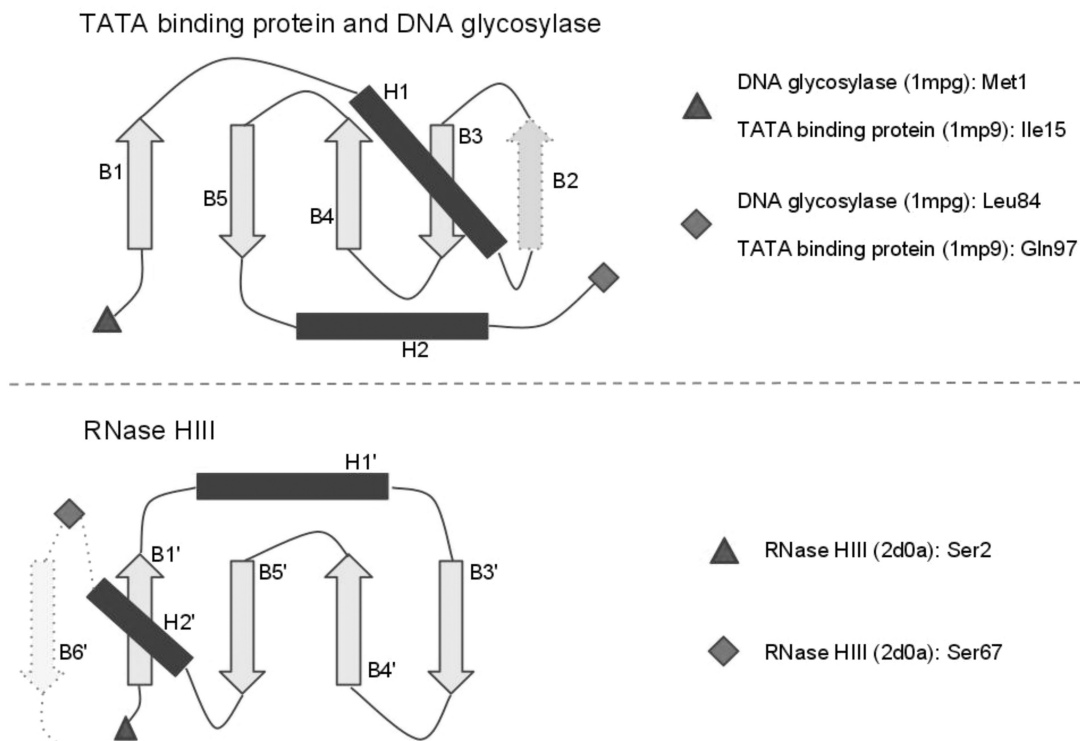 TATA binding protein and DNA glycosylase
H1
B1
B5
B4
B3
B2
H2
DNA glycosylase (1mpg): Met1
TATA binding protein (1mp9): Ile15
DNA glycosylase (1mpg): Leu84
TATA binding protein (1mp9): Gln97
RNase HIII
H1'
B1'
B5'
B3'
H2'
B6'
B4'
RNase HIII (2d0a): Ser2
RNase HIII (2d0a): Ser67